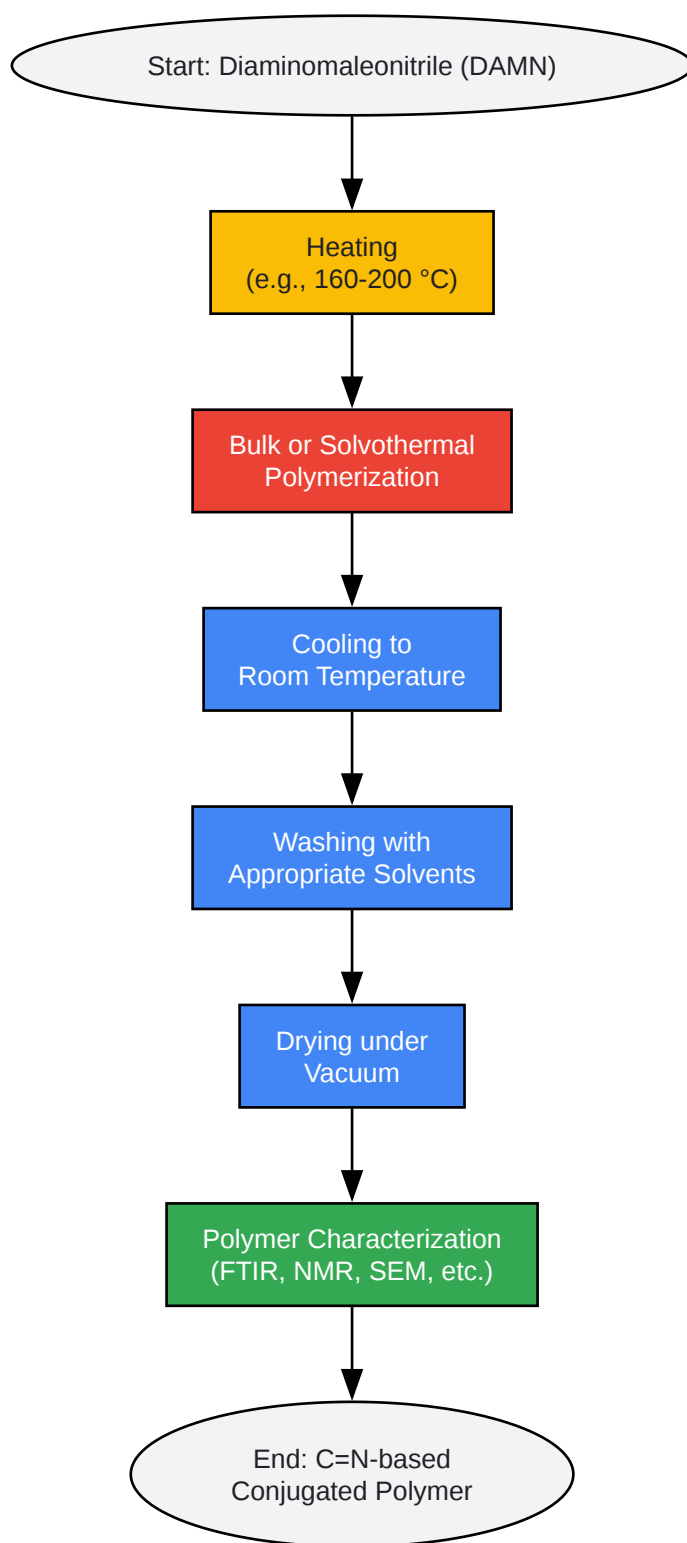 Start: Diaminomaleonitrile (DAMN)
Heating
(e.g., 160-200 °C)
Bulk or Solvothermal
Polymerization
Cooling to
Room Temperature
Washing with
Appropriate Solvents
Drying under
Vacuum
Polymer Characterization
(FTIR, NMR, SEM, etc.)
End: C=N-based
Conjugated Polymer